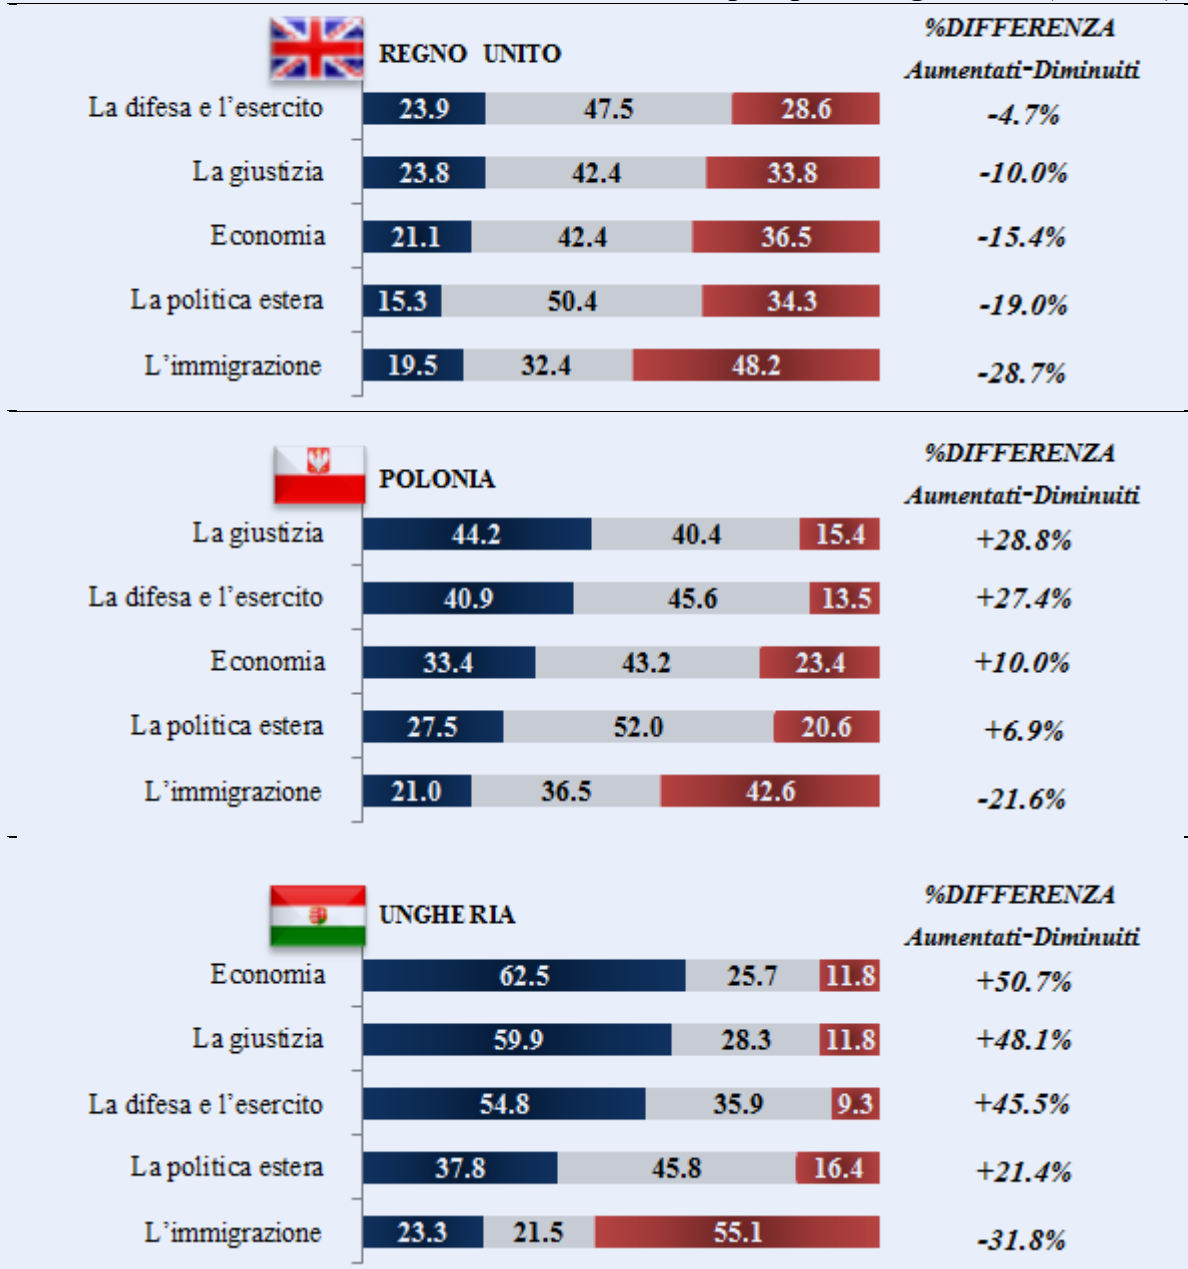 %DIFFERENZA
REGNO UNITO
Aumentati-Diminuiti
La difesa e l'esercito 23.9 47.5 28.6 -4.7%
La giustizia 23.8 42.4 33.8 -10.0%
Economia 21.1 42.4 36.5 -15.4%
La politica estera 15.3 50.4 34.3 -19.0%
L'immigrazione 19.5 32.4 48.2 -28.7%
%DIFFERENZA
POLONIA
Aumentati-Diminuiti
La giustizia 44.2 40.4 15.4 +28.8%
La difesa e l'esercito 40.9 45.6 13.5 +27.4%
Economia 33.4 43.2 23.4 +10.0%
La politica estera 27.5 52.0 20.6 +6.9%
L'immigrazione 21.0 36.5 42.6 -21.6%
%DIFFERENZA
UNGHERIA
Aumentati-Diminuiti
Economia 62.5 25.7 11.8 +50.7%
La giustizia 59.9 28.3 11.8 +48.1%
La difesa e l'esercito 54.8 35.9 9.3 +45.5%
La politica estera 37.8 45.8 16.4 +21.4%
L'immigrazione 23.3 21.5 55.1 -31.8%